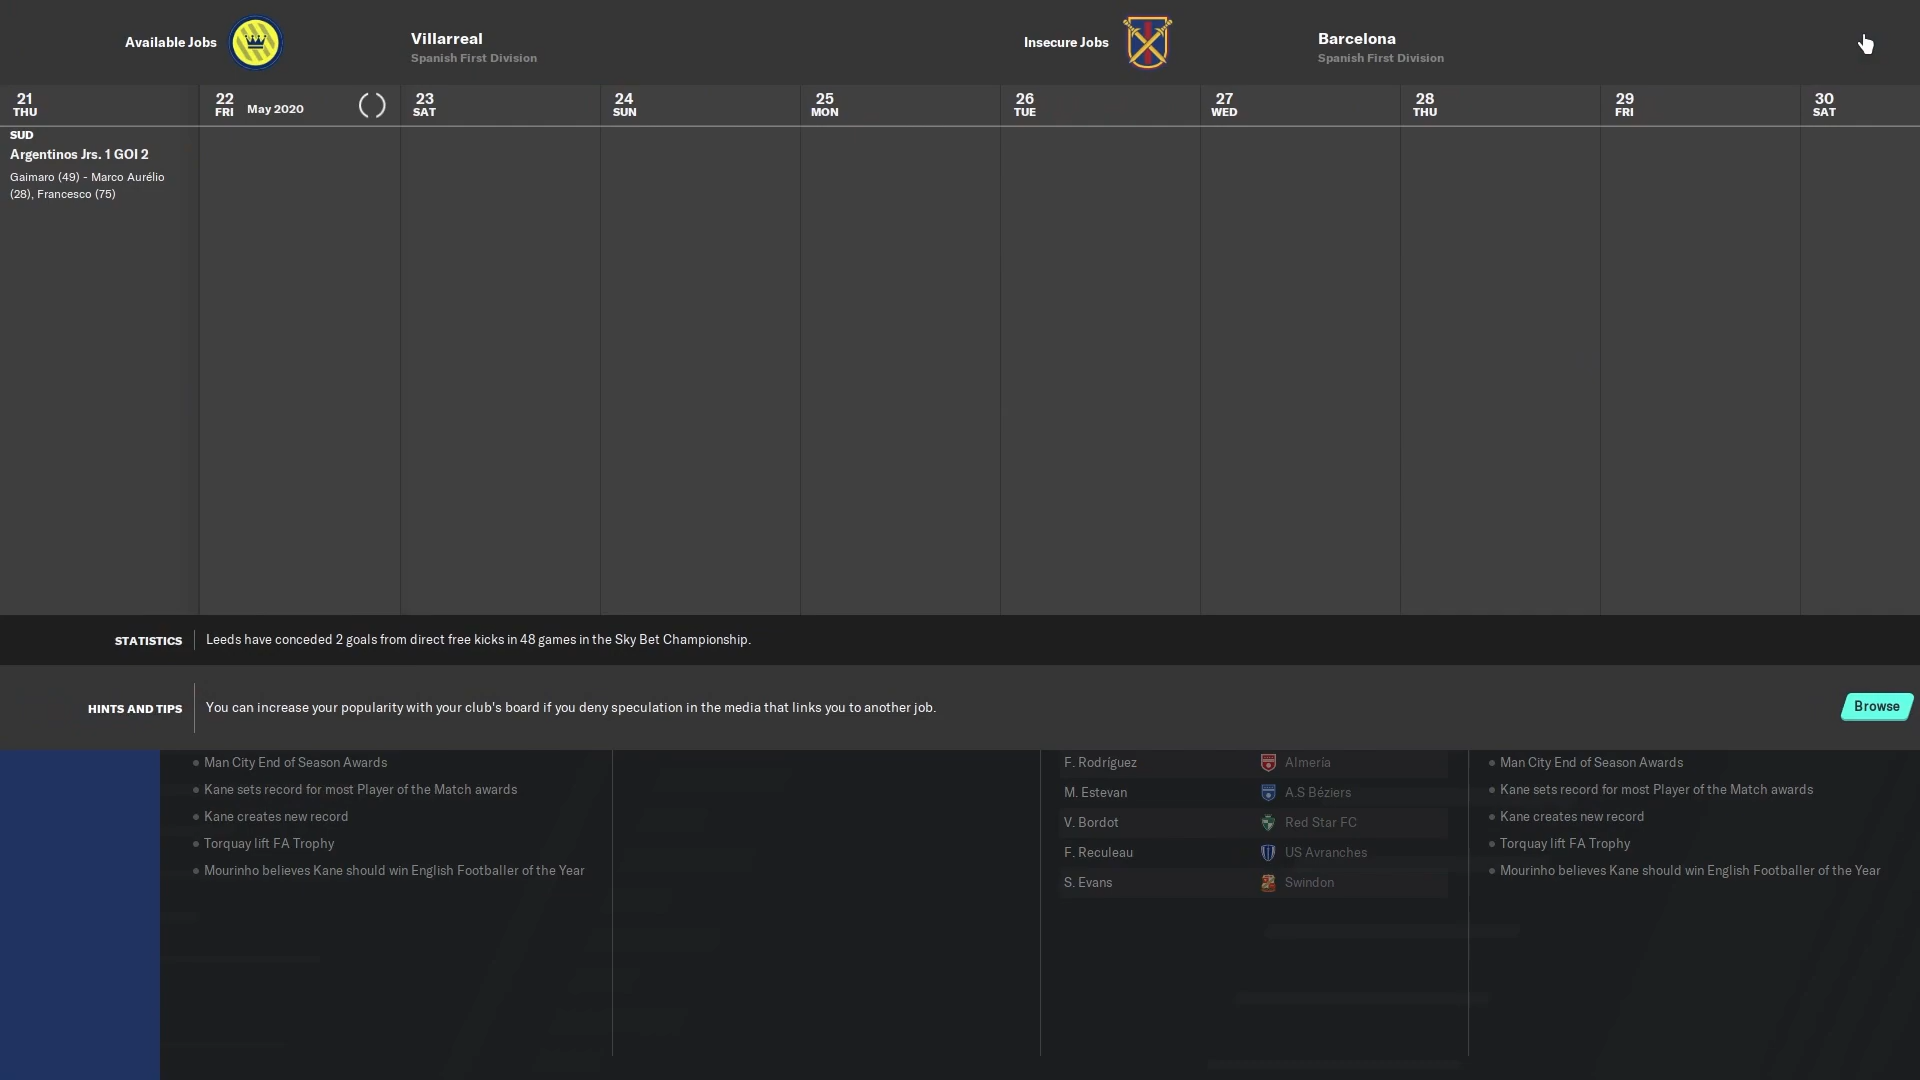 Available Jobs
Villarreal
Spanish First Division
Insecure Jobs
Barcelona
Spanish First Division
21
THU
22
FRI May 2020
23
SAT
24
SUN
25
MON
26
TUE
27
WED
28
THU
29
FRI
30
SAT
SUD
Argentinos Jrs. 1 GOI 2
Gaimaro (49) - Marco Aurélio
(28), Francesco (75)
STATISTICS Leeds have conceded 2 goals from direct free kicks in 48 games in the Sky Bet Championship.
HINTS AND TIPS You can increase your popularity with your club's board if you deny speculation in the media that links you to another job.
Browse
Man City End of Season Awards
Kane sets record for most Player of the Match awards
Kane creates new record
Torquay lift FA Trophy
Mourinho believes Kane should win English Footballer of the Year
F. Rodríguez Almería
M. Estevan A.S Béziers
V. Bordot Red Star FC
F. Reculeau US Avranches
S. Evans Swindon
Man City End of Season Awards
Kane sets record for most Player of the Match awards
Kane creates new record
Torquay lift FA Trophy
Mourinho believes Kane should win English Footballer of the Year